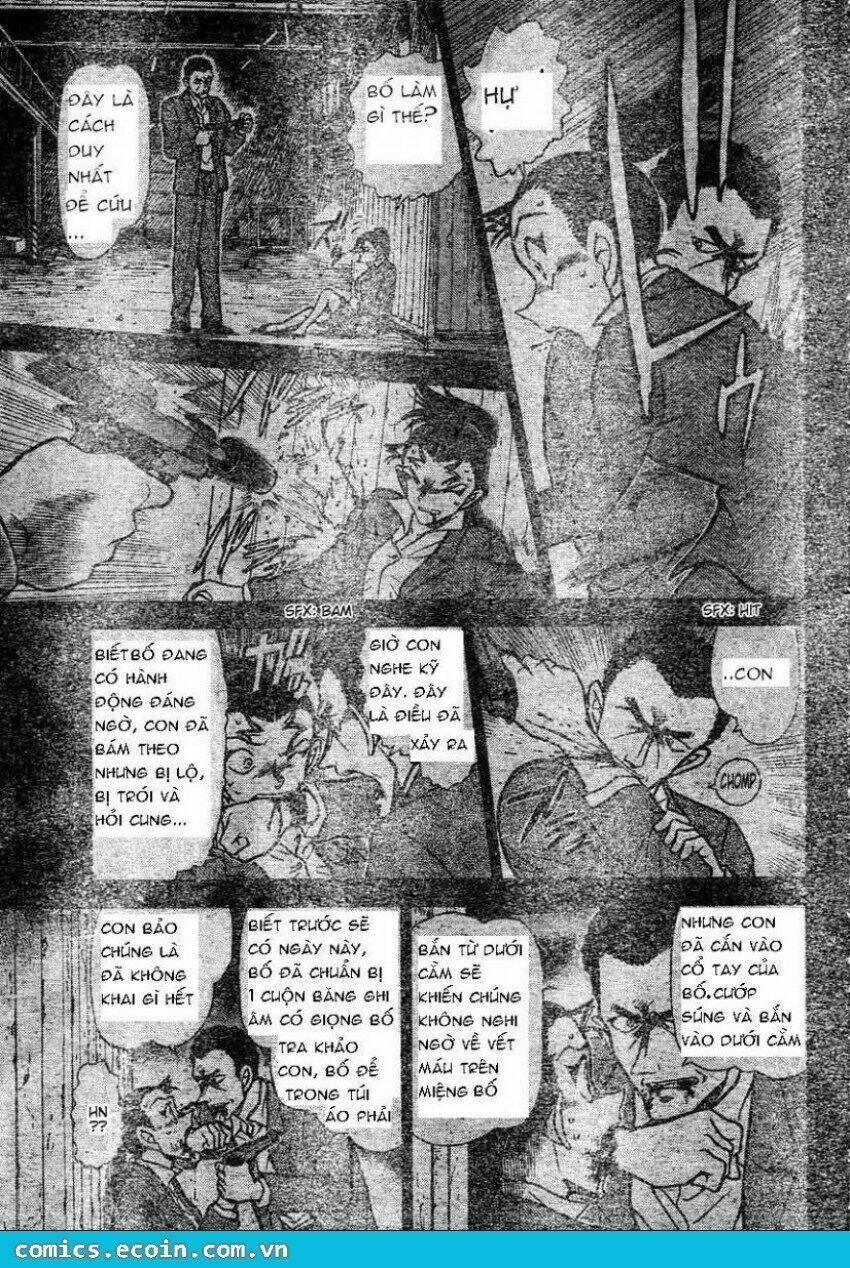 HỰ
BỐ LÀM
GÌ THẾ?
ĐÂY LÀ
CÁCH
DUY
NHẤT
ĐỂ CỨU
...
SFX: BAM
SFX: HIT
..CON
CHOMP
GIỜ CON
NGHE KỸ
ĐÂY. ĐÂY
LÀ ĐIỀU ĐÃ
XẢY RA
BIẾT BỐ ĐANG
CÓ HÀNH
ĐỘNG ĐÁNG
NGỜ, CON ĐÃ
BÁM THEO
NHƯNG BỊ LỘ,
BỊ TRÓI VÀ
HỎI CUNG...
NHƯNG CON
ĐÃ CẮN VÀO
CỔ TAY CỦA
BỐ.CƯỚP
SÚNG VÀ BẮN
VÀO DƯỚI CẰM
BẮN TỪ DƯỚI
CẰM SẼ
KHIẾN CHÚNG
KHÔNG NGHI
NGỜ VỀ VẾT
MÁU TRÊN
MIỆNG BỐ
BIẾT TRƯỚC SẼ
CÓ NGÀY NÀY,
BỐ ĐÃ CHUẨN BỊ
1 CUỘN BĂNG GHI
ÂM CÓ GIỌNG BỐ
TRA KHẢO
CON, BỐ ĐỂ
TRONG TÚI
ÁO PHẢI
CON BẢO
CHÚNG LÀ
ĐÃ KHÔNG
KHAI GÌ HẾT
HN
??
comics.ecoin.com.vn